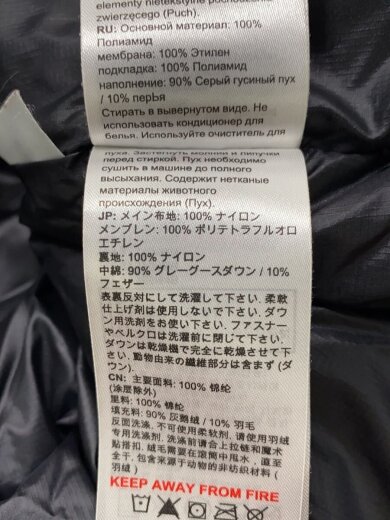 элементы нетекстильные
зверцегого (Puch).
RU: Основной материал: 100%
Полиамид
мембрана: 100% Этилен
подкладка: 100% Полиамид
наполнение: 90% Серый гусиный пух
/ 10% перЬя
Стирать в вывернутом виде. Не
использовать кондиционер для
белья. Используйте очиститель для
пуха. Застегнуть молнии и липучки
перед стиркой. Пух необходимо
сушить в машине до полного
высыхания. Содержит нетканые
материалы животного
происхождения (Пух).
JP: メイン布地: 100% ナイロン
メンブレン: 100% ポリテトラフルオロ
エチレン
裏地: 100% ナイロン
中綿: 90% グレーグースダウン / 10%
フェザー
表裏反対にして洗濯して下さい. 柔軟
仕上げ剤は使用しないで下さい. ダウ
ン用洗剤をお使い下さい. ファスナー
やベルクロは洗濯前に閉じて下さい.
ダウンは乾燥機で完全に乾燥させて下
さい. 動物由来の繊維部分は含まず (ダ
ウン).
CN: 主要面料: 100% 锦纶
(涂层除外)
里料: 100% 锦纶
填充料: 90% 灰鹅绒 / 10% 羽毛
反面洗涤. 不可使用柔软剂, 请使用羽绒
专用洗涤剂. 洗涤前请合上拉链和魔术
贴搭扣, 绒毛需要在滚筒中甩水, 直至
全干, 包含来源于动物的非纺织材料 (
羽绒)
KEEP AWAY FROM FIRE